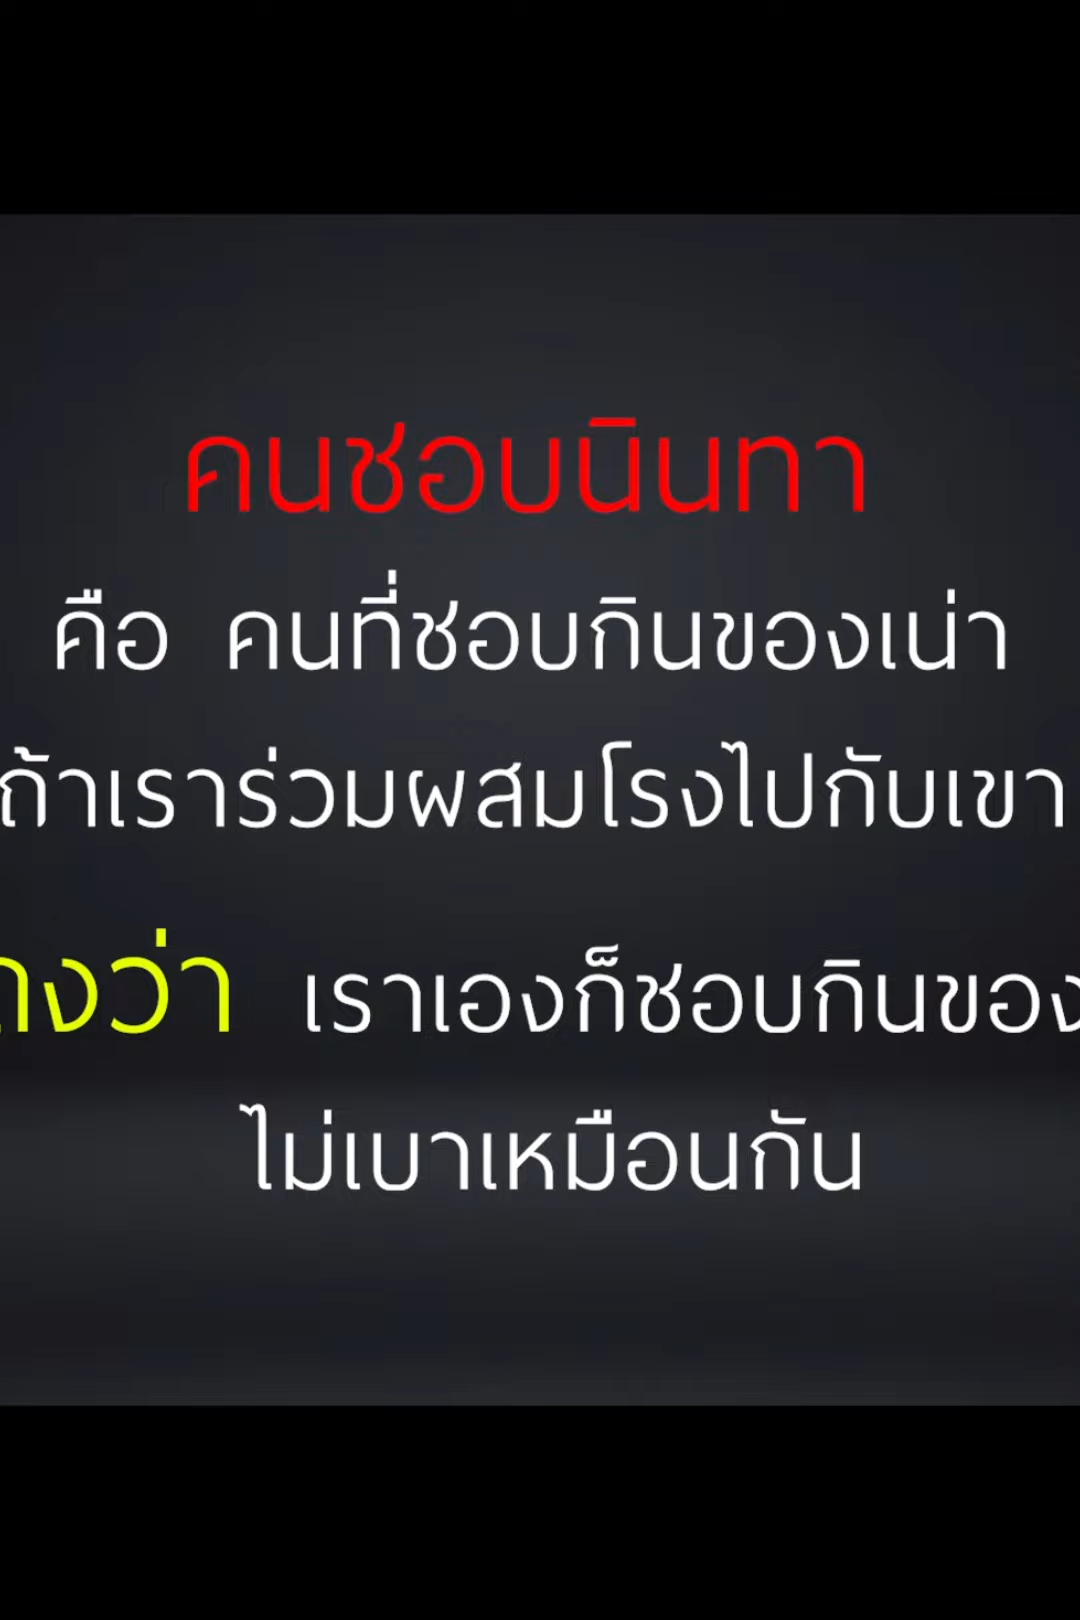 คนชอบนินทา
คือ คนที่ชอบกินของเน่า
ถ้าเราร่วมผสมโรงไปกับเขา
งว่า เราเองก็ชอบกินของ
ไม่เบาเหมือนกัน